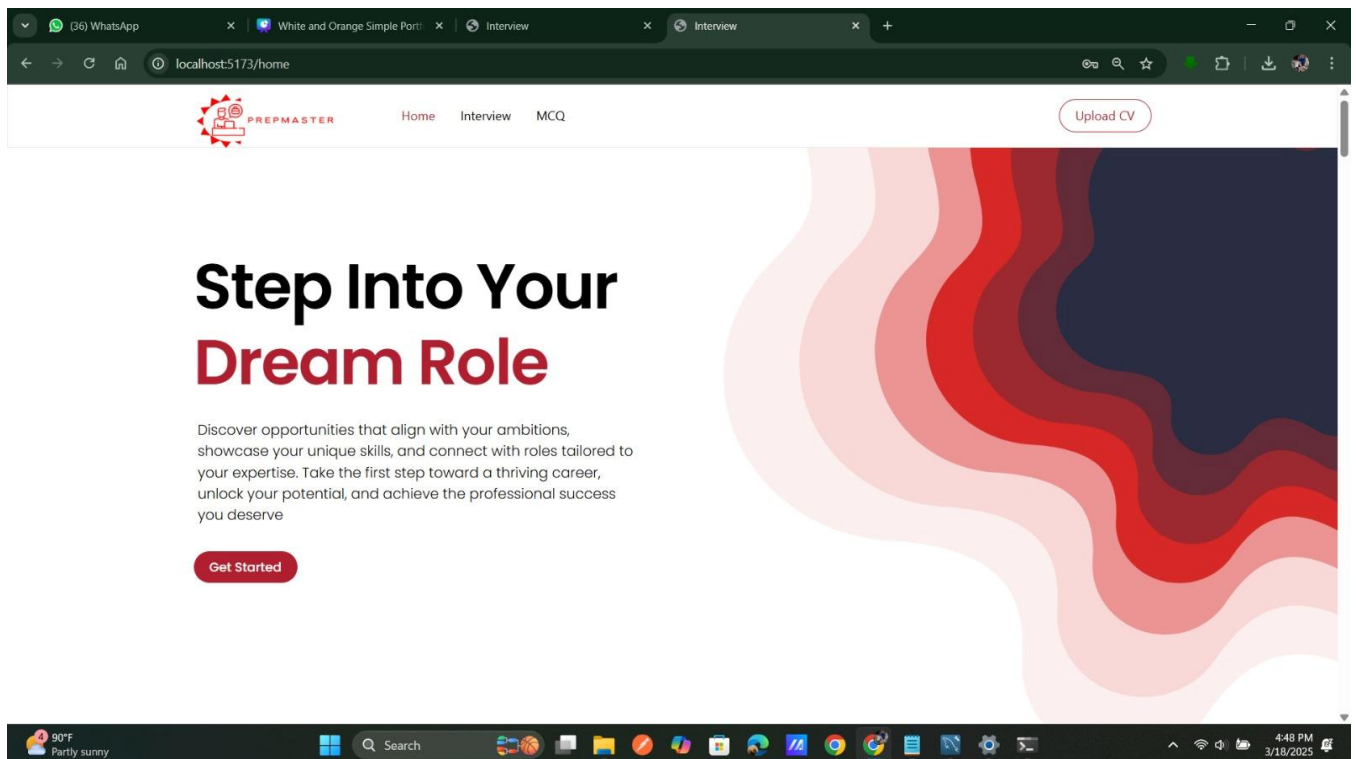 (36) WhatsApp
White and Orange Simple Portf
Interview
Interview
localhost:5173/home
PREPMASTER
Home Interview MCQ
Upload CV
Step Into Your
Dream Role
Discover opportunities that align with your ambitions,
showcase your unique skills, and connect with roles tailored to
your expertise. Take the first step toward a thriving career,
unlock your potential, and achieve the professional success
you deserve
Get Started
4
90°F
Partly sunny
Search
4:48 PM
3/18/2025